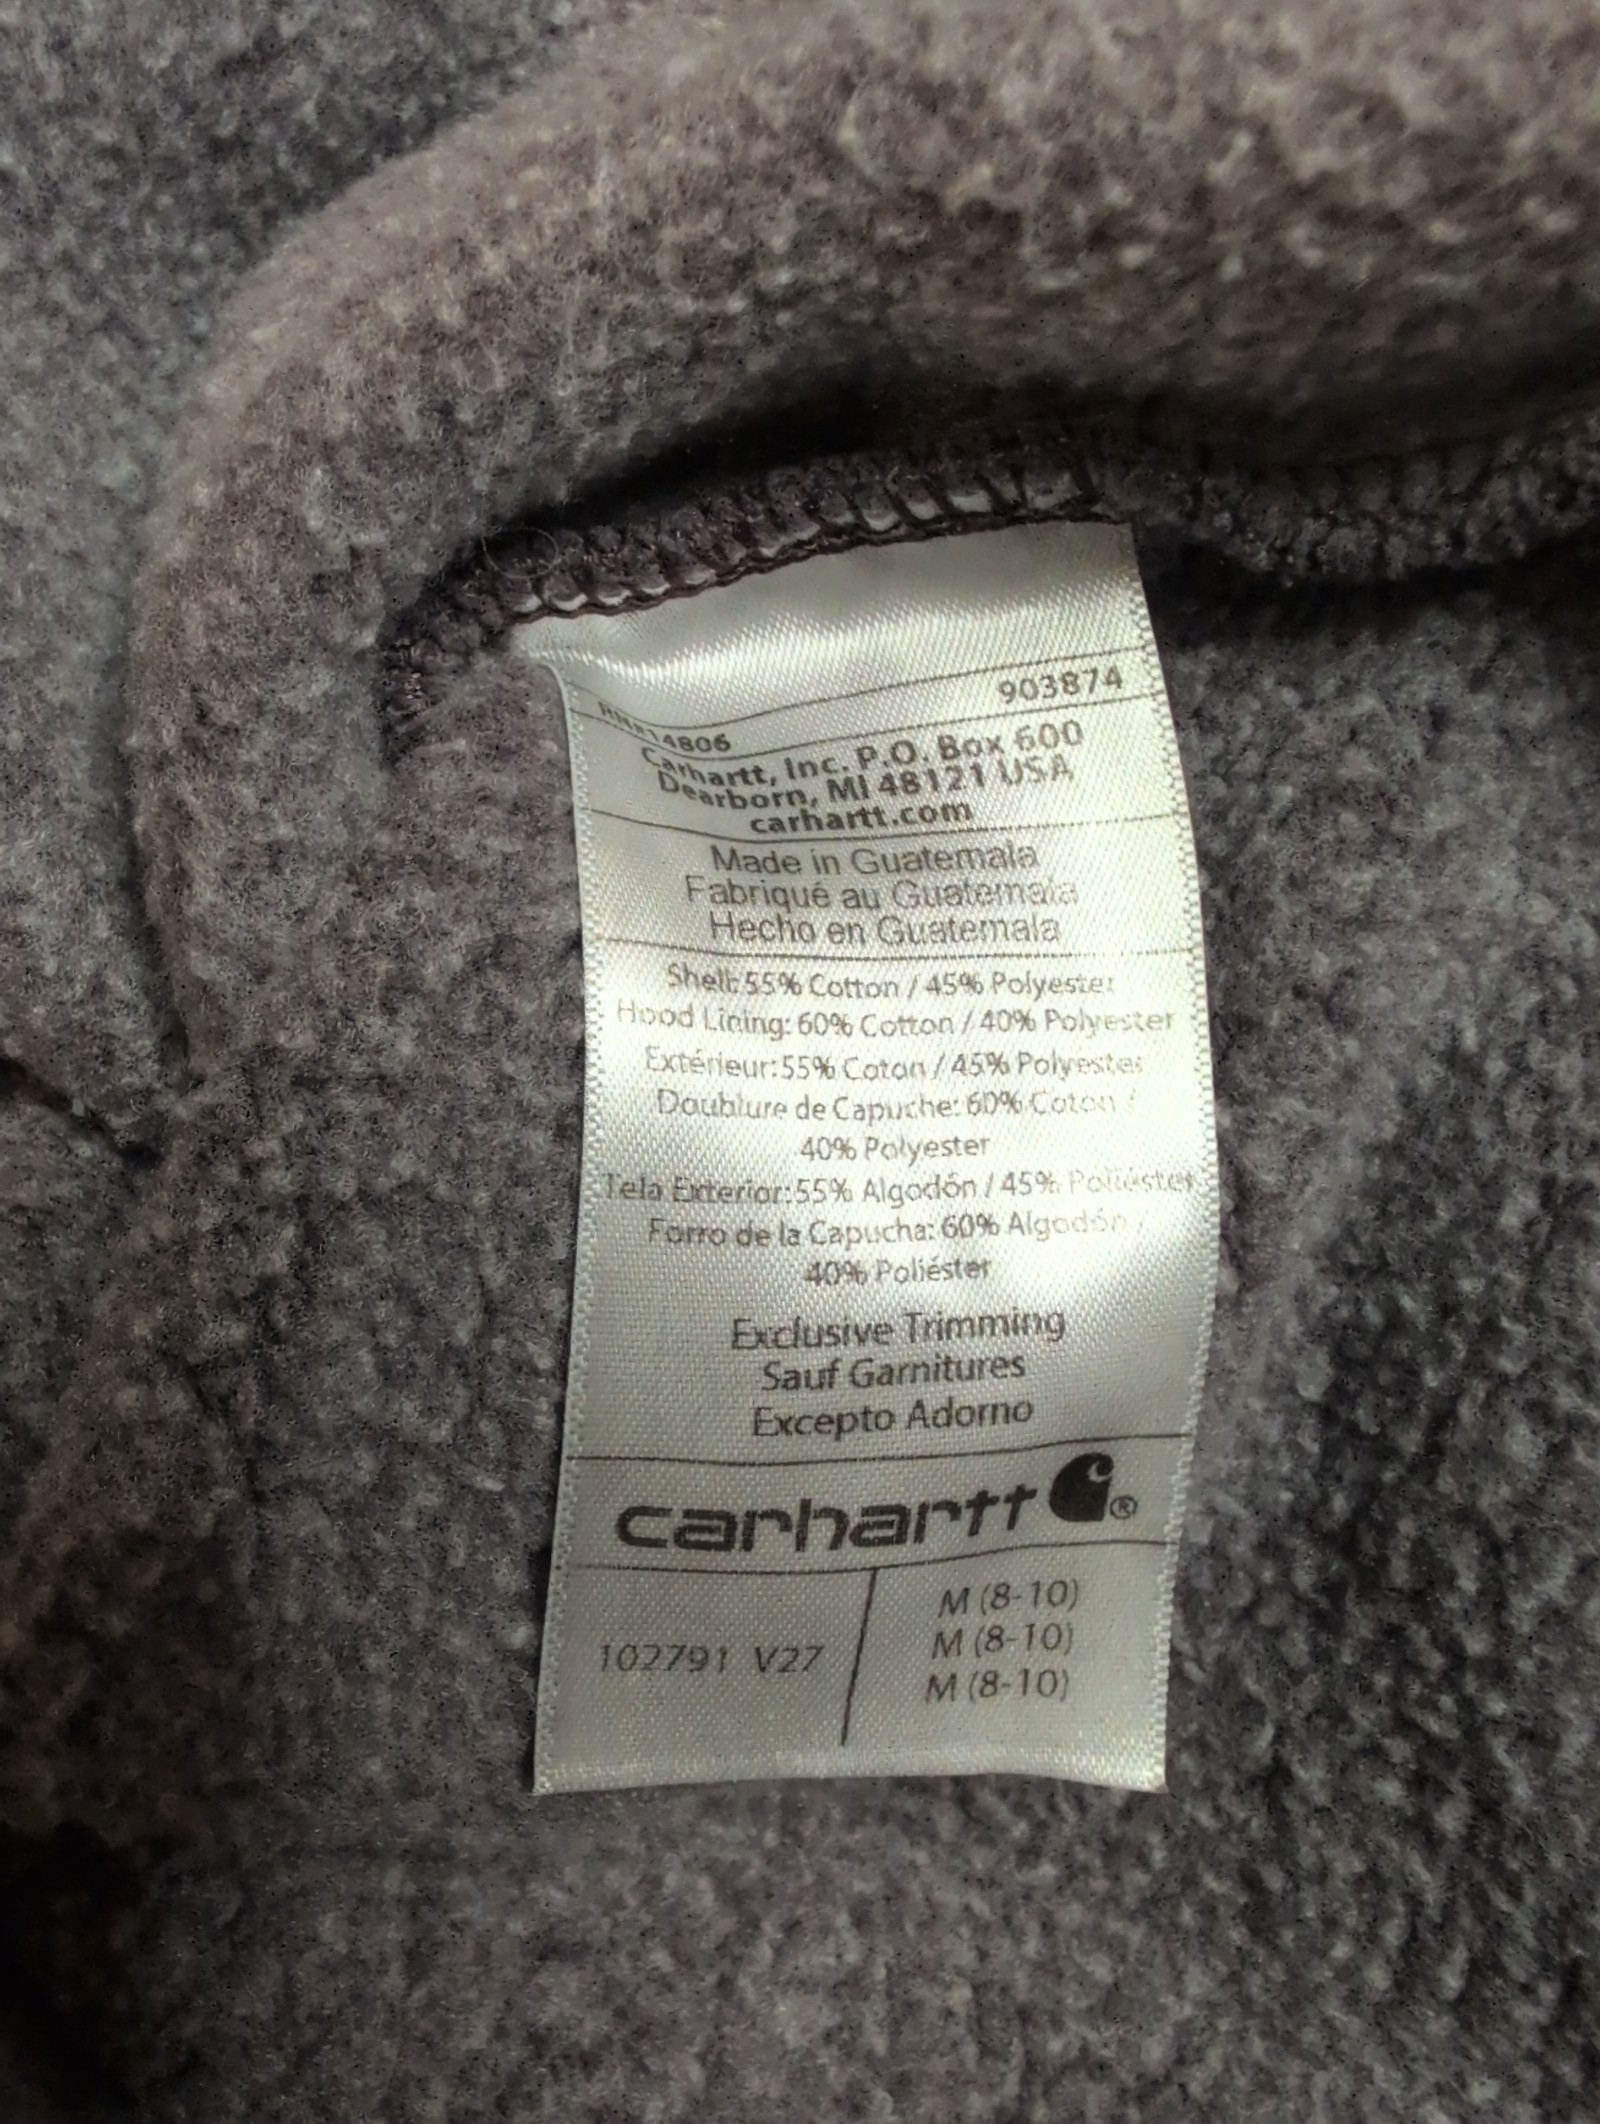 903874
RN#14806
Carhartt, Inc. P.O. Box 600
Dearborn, MI 48121 USA
carhartt.com
Made in Guatemala
Fabriqué au Guatemala
Hecho en Guatemala
Shell:55% Cotton / 45% Polyester
Hood Lining: 60% Cotton / 40% Polyester
Extérieur:55% Coton / 45% Polyester
Doublure de Capuche: 60% Coton /
40% Polyester
Tela Exterior:55% Algodón / 45% Poliéster
Forro de la Capucha: 60% Algodón /
40% Poliéster
Exclusive Trimming
Sauf Garnitures
Excepto Adorno
carhartt ®
102791 V27
M (8-10)
M (8-10)
M (8-10)